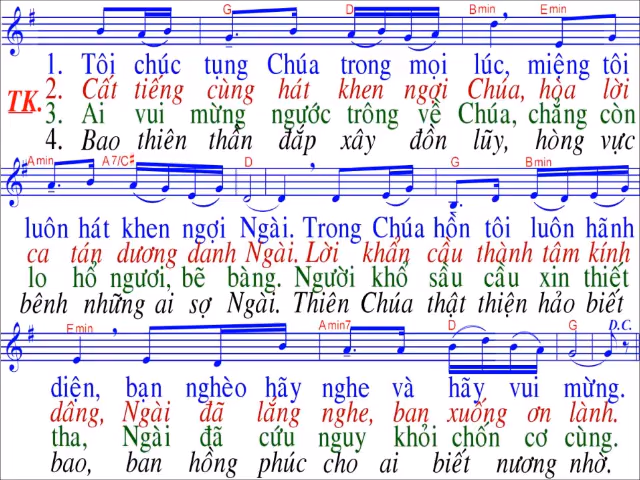 G D Bmin Emin
1. Tôi chúc tụng Chúa trong mọi lúc, miệng tôi
2. Cất tiếng cùng hát khen ngợi Chúa, hòa lời
TK.
3. Ai vui mừng ngước trông về Chúa, chẳng còn
4. Bao thiên thần đắp xây đồn lũy, hòng vực
Amin A7/C# D G Bmin
luôn hát khen ngợi Ngài. Trong Chúa hồn tôi luôn hãnh
ca tán dương danh Ngài. Lời khẩn cầu thành tâm kính
lo hổ ngươi, bẽ bàng. Người khổ sầu cầu xin thiết
bênh những ai sợ Ngài. Thiên Chúa thật thiện hảo biết
Emin Amin7 D G D.C.
diện, bạn nghèo hãy nghe và hãy vui mừng.
dâng, Ngài đã lắng nghe, ban xuống ơn lành.
tha, Ngài đã cứu nguy khỏi chốn cơ cùng.
bao, ban hồng phúc cho ai biết nương nhờ.